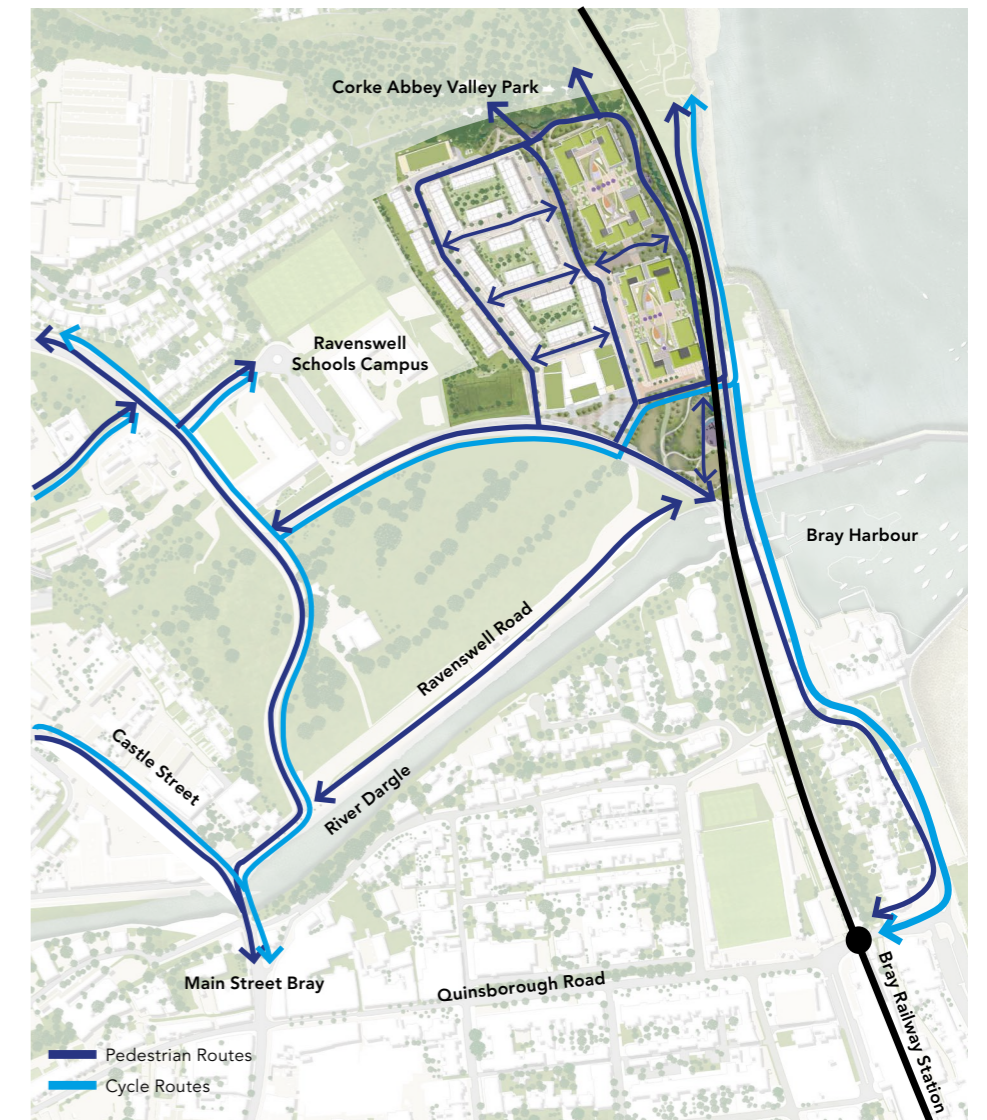 Corke Abbey Valley Park
Ravenswell
Schools Campus
Bray Harbour
Ravenswell Road
Castle Street
River Dargle
Main Street Bray
Quinsborough Road
Bray Railway Station
Pedestrian Routes
Cycle Routes